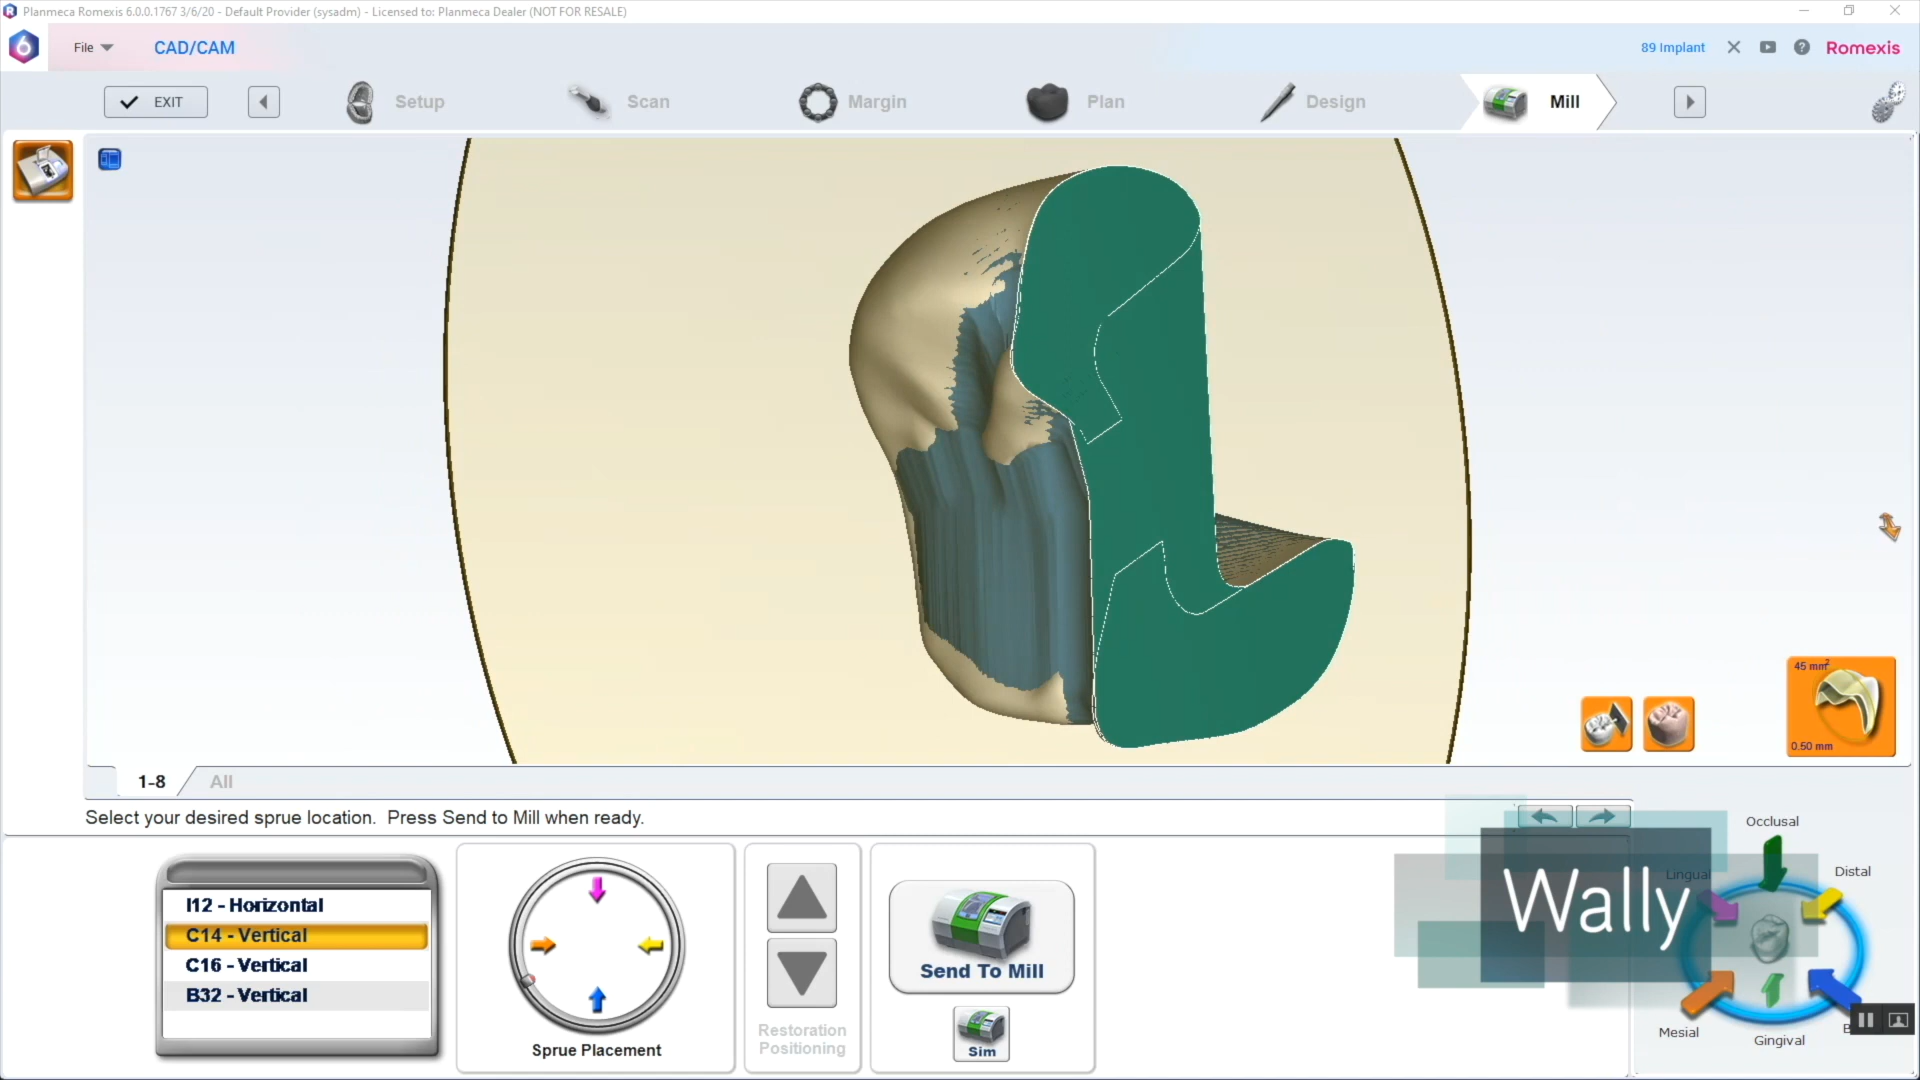 Planmeca Romexis 6.0.0.1767 3/6/20 - Default Provider (sysadm) - Licensed to: Planmeca Dealer (NOT FOR RESALE)
6
File
CAD/CAM
89 Implant
Romexis
EXIT
Setup
Scan
Margin
Plan
Design
Mill
45 mm²
0.50 mm
1-8
All
Select your desired sprue location. Press Send to Mill when ready.
I12 - Horizontal
C14 - Vertical
C16 - Vertical
B32 - Vertical
Sprue Placement
Restoration
Positioning
Send To Mill
Sim
Wally
Occlusal
Lingual
Distal
Mesial
Gingival